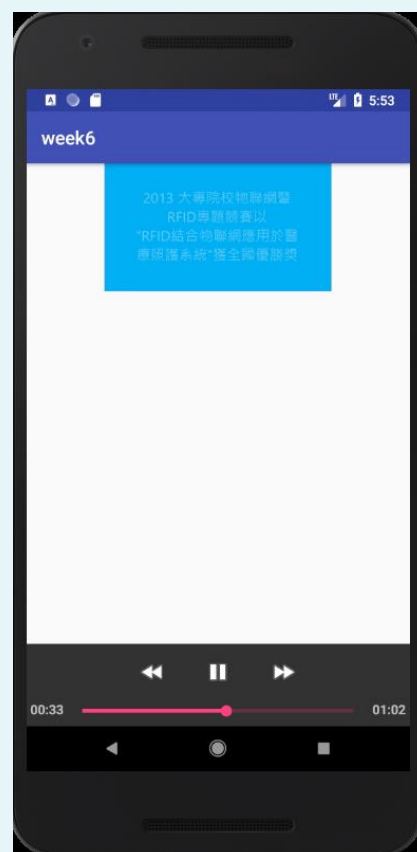 5:53
week6
2013 大專院校物聯網暨
RFID專題競賽以
"RFID結合物聯網應用於醫
療照護系統"獲全國優勝獎
00:33
01:02